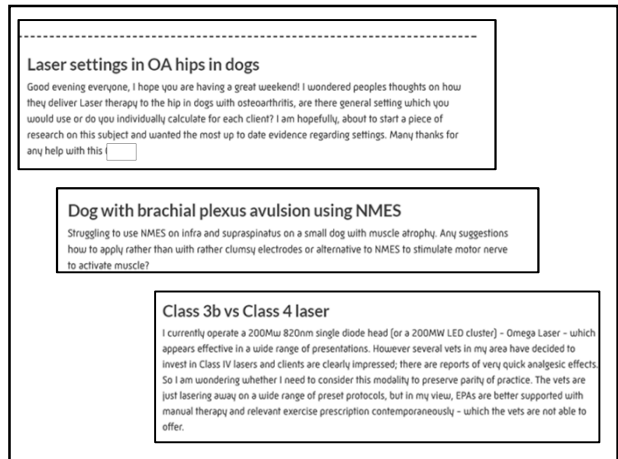 Laser settings in OA hips in dogs
Good evening everyone, I hope you are having a great weekend! I wondered peoples thoughts on how
they deliver Laser therapy to the hip in dogs with osteoarthritis, are there general setting which you
would use or do you individually calculate for each client? I am hopefully, about to start a piece of
research on this subject and wanted the most up to date evidence regarding settings. Many thanks for
any help with this
Dog with brachial plexus avulsion using NMES
Struggling to use NMES on infra and supraspinatus on a small dog with muscle atrophy. Any suggestions
how to apply rather than with rather clumsy electrodes or alternative to NMES to stimulate motor nerve
to activate muscle?
Class 3b vs Class 4 laser
I currently operate a 200Mw 820nm single diode head (or a 200MW LED cluster) - Omega Laser - which
appears effective in a wide range of presentations. However several vets in my area have decided to
invest in Class IV lasers and clients are clearly impressed; there are reports of very quick analgesic effects.
So I am wondering whether I need to consider this modality to preserve parity of practice. The vets are
just lasering away on a wide range of preset protocols, but in my view, EPAs are better supported with
manual therapy and relevant exercise prescription contemporaneously - which the vets are not able to
offer.